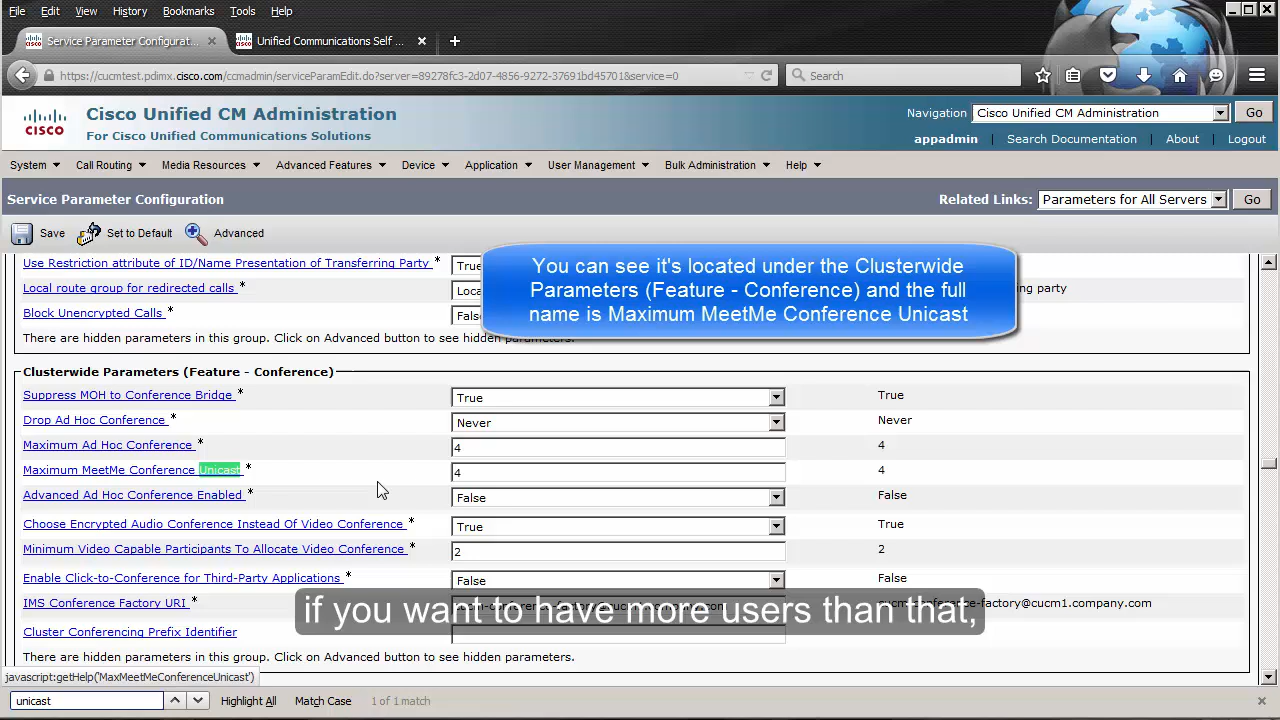 File Edit View History Bookmarks Tools Help
Service Parameter Configurat... × Unified Communications Self ... × +
https://cucmtest.pdimx.cisco.com/ccmadmin/serviceParamEdit.do?server=89278fc3-2d07-4856-9272-37691bd45701&service=0 Search
CISCO
Cisco Unified CM Administration
For Cisco Unified Communications Solutions
Navigation Cisco Unified CM Administration Go
appadmin | Search Documentation | About | Logout
System Call Routing Media Resources Advanced Features Device Application User Management Bulk Administration Help
Service Parameter Configuration
Related Links: Parameters for All Servers Go
Save Set to Default Advanced
Use Restriction attribute of ID/Name Presentation of Transferring Party * True
Local route group for redirected calls * party
Block Unencrypted Calls *
There are hidden parameters in this group. Click on Advanced button to see hidden parameters.
You can see it's located under the Clusterwide
Parameters (Feature - Conference) and the full
name is Maximum MeetMe Conference Unicast
Clusterwide Parameters (Feature - Conference)
Suppress MOH to Conference Bridge * True True
Drop Ad Hoc Conference * Never Never
Maximum Ad Hoc Conference * 4 4
Maximum MeetMe Conference Unicast * 4 4
Advanced Ad Hoc Conference Enabled * False False
Choose Encrypted Audio Conference Instead Of Video Conference * True True
Minimum Video Capable Participants To Allocate Video Conference * 2 2
Enable Click-to-Conference for Third-Party Applications * False False
IMS Conference Factory URI * cucm-conference-factory@cucm1.company.com
if you want to have more users than that,
Cluster Conferencing Prefix Identifier
There are hidden parameters in this group. Click on Advanced button to see hidden parameters.
javascript:getHelp('MaxMeetMeConferenceUnicast')
unicast Highlight All Match Case 1 of 1 match